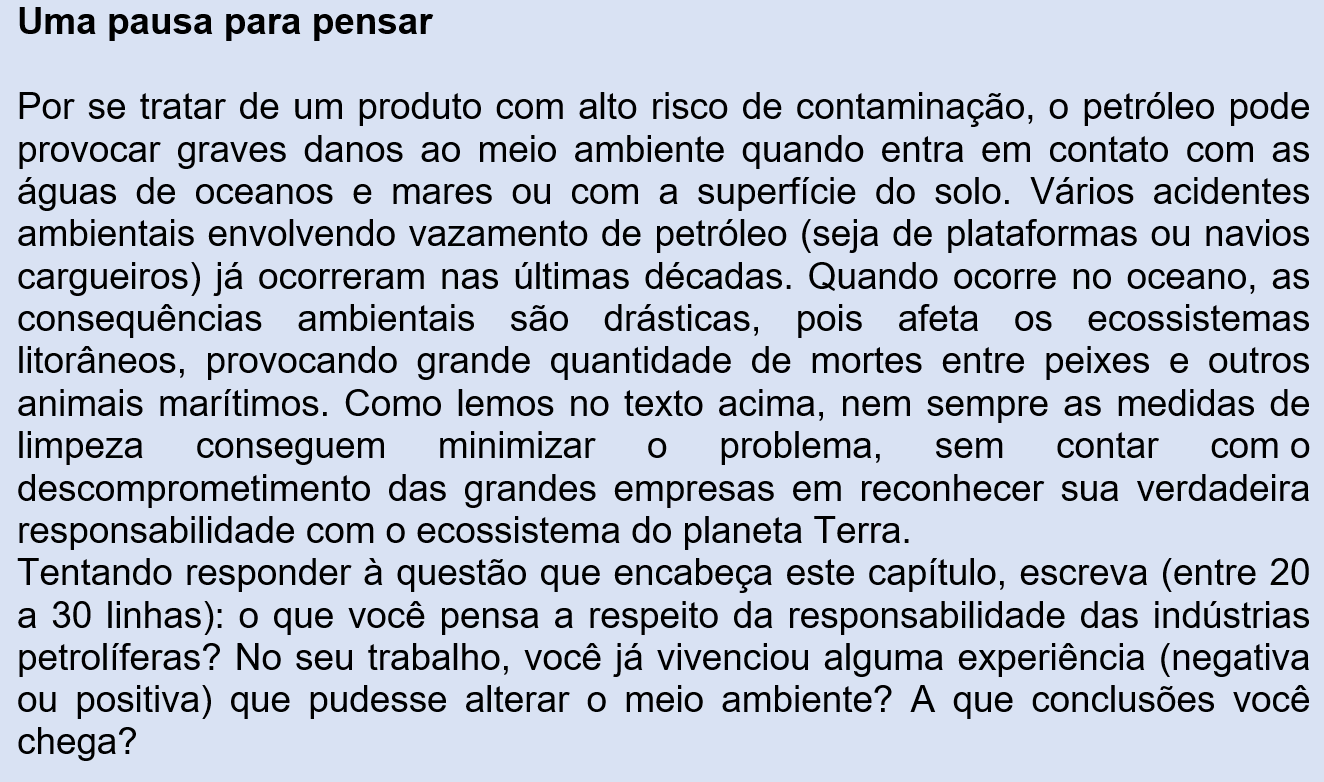 Uma pausa para pensar
Por se tratar de um produto com alto risco de contaminação, o petróleo pode
provocar graves danos ao meio ambiente quando entra em contato com as
águas de oceanos e mares ou com a superfície do solo. Vários acidentes
ambientais envolvendo vazamento de petróleo (seja de plataformas ou navios
cargueiros) já ocorreram nas últimas décadas. Quando ocorre no oceano, as
consequências ambientais são drásticas, pois afeta os ecossistemas
litorâneos, provocando grande quantidade de mortes entre peixes e outros
animais marítimos. Como lemos no texto acima, nem sempre as medidas de
limpeza conseguem minimizar o problema, sem contar com o
descomprometimento das grandes empresas em reconhecer sua verdadeira
responsabilidade com o ecossistema do planeta Terra.
Tentando responder à questão que encabeça este capítulo, escreva (entre 20
a 30 linhas): o que você pensa a respeito da responsabilidade das indústrias
petrolíferas? No seu trabalho, você já vivenciou alguma experiência (negativa
ou positiva) que pudesse alterar o meio ambiente? A que conclusões você
chega?